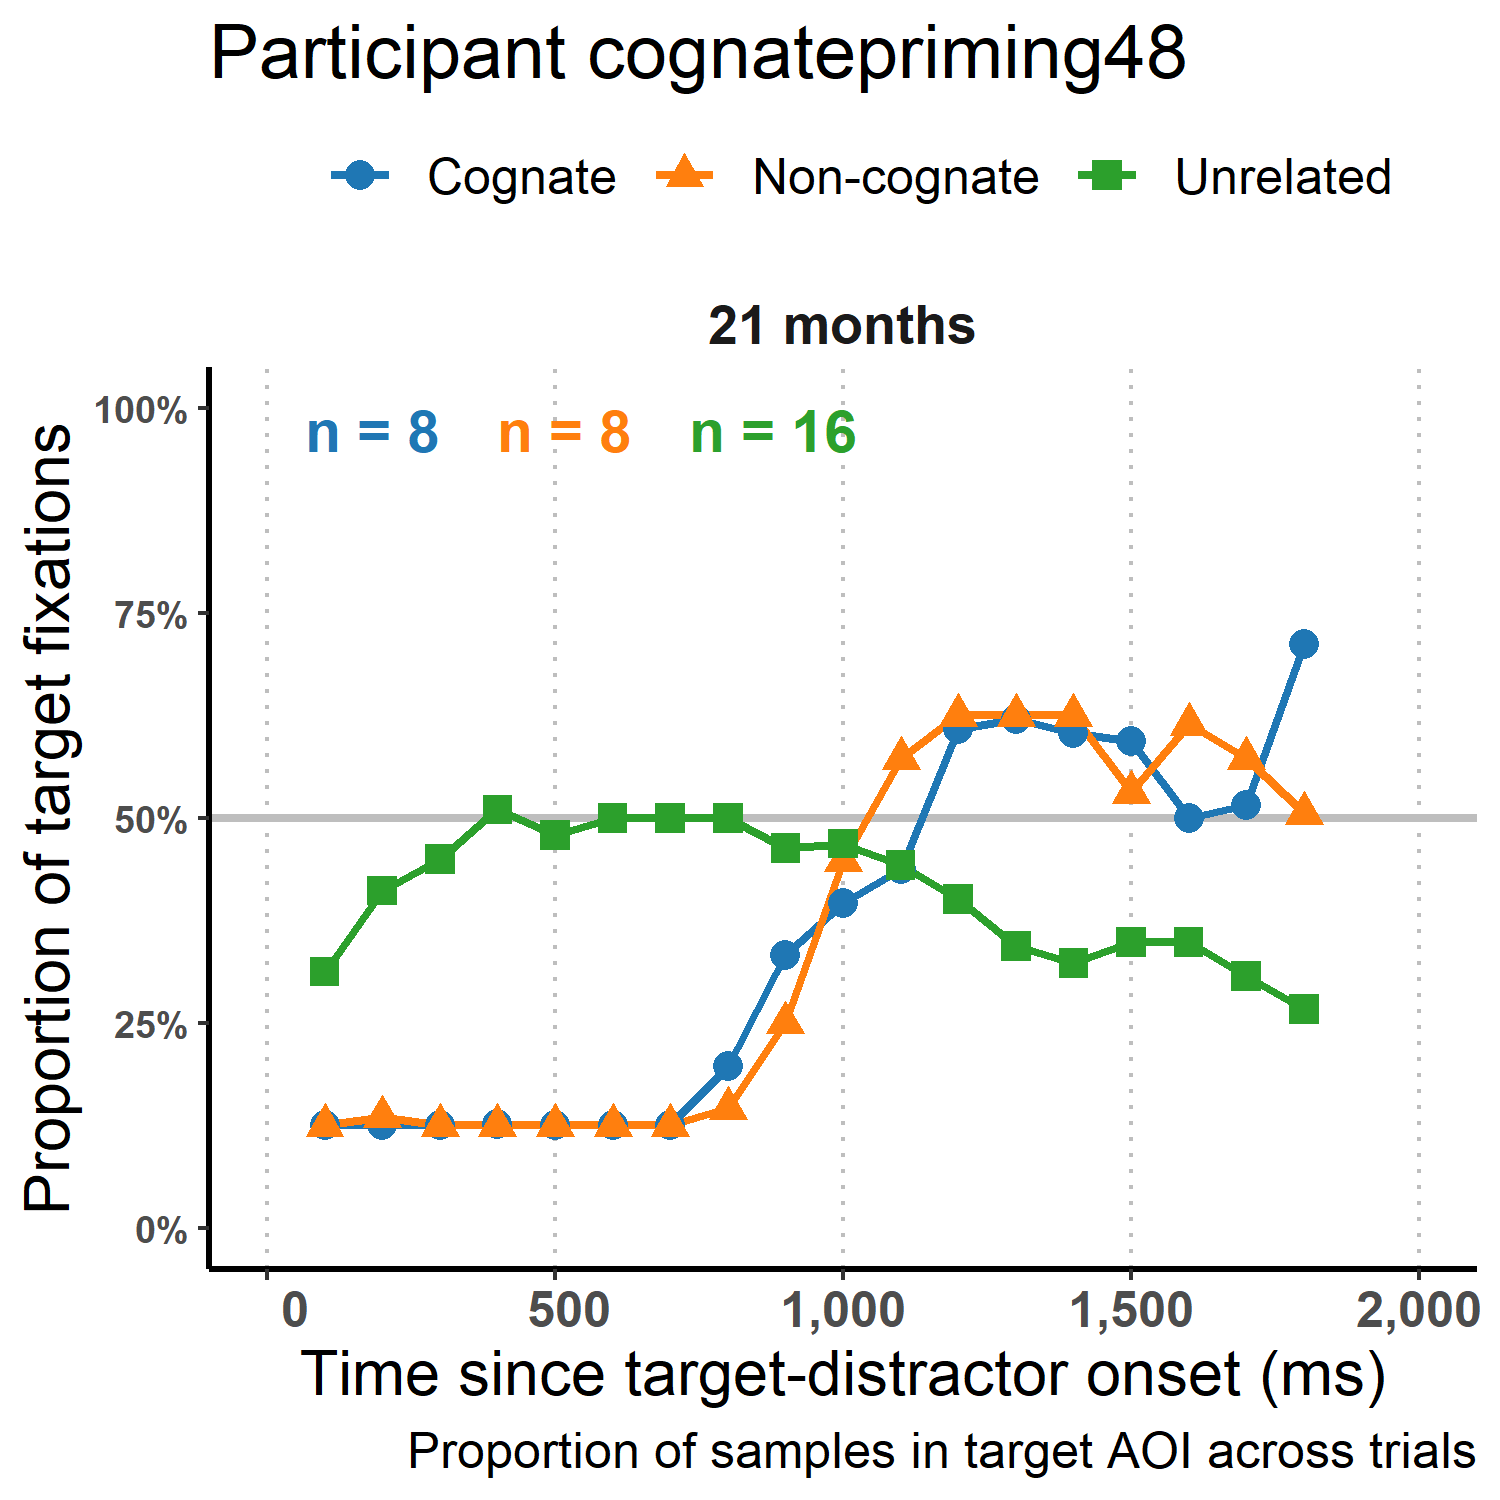 Participant cognatepriming48
Cognate Non-cognate Unrelated
21 months
n = 8 n = 8 n = 16
100%
75%
50%
25%
0%
Proportion of target fixations
0 500 1,000 1,500 2,000
Time since target-distractor onset (ms)
Proportion of samples in target AOI across trials